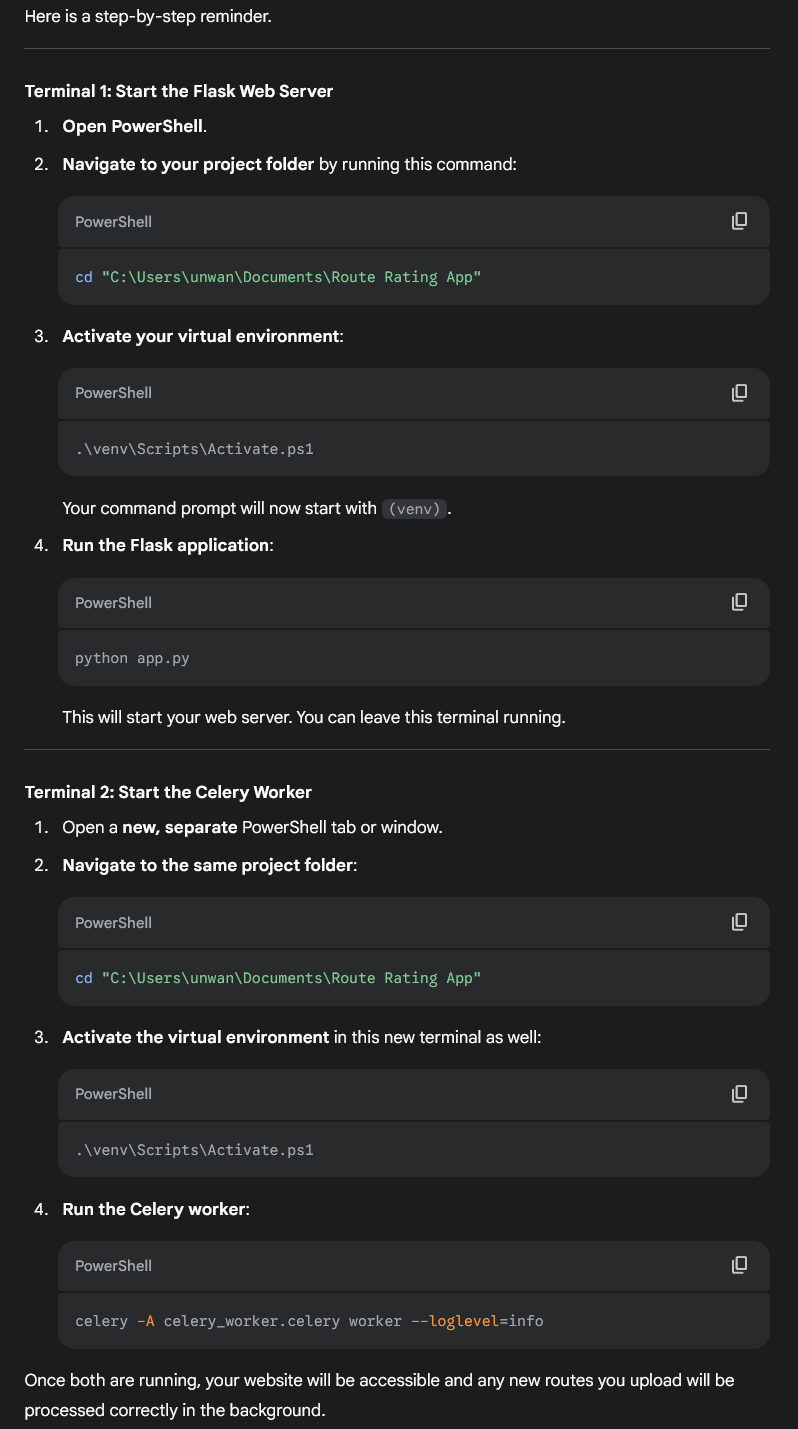 Here is a step-by-step reminder.
Terminal 1: Start the Flask Web Server
1. Open PowerShell.
2. Navigate to your project folder by running this command:
PowerShell
cd "C:\Users\unwan\Documents\Route Rating App"
3. Activate your virtual environment:
PowerShell
.\venv\Scripts\Activate.ps1
Your command prompt will now start with (venv).
4. Run the Flask application:
PowerShell
python app.py
This will start your web server. You can leave this terminal running.
Terminal 2: Start the Celery Worker
1. Open a new, separate PowerShell tab or window.
2. Navigate to the same project folder:
PowerShell
cd "C:\Users\unwan\Documents\Route Rating App"
3. Activate the virtual environment in this new terminal as well:
PowerShell
.\venv\Scripts\Activate.ps1
4. Run the Celery worker:
PowerShell
celery -A celery_worker.celery worker --loglevel=info
Once both are running, your website will be accessible and any new routes you upload will be
processed correctly in the background.